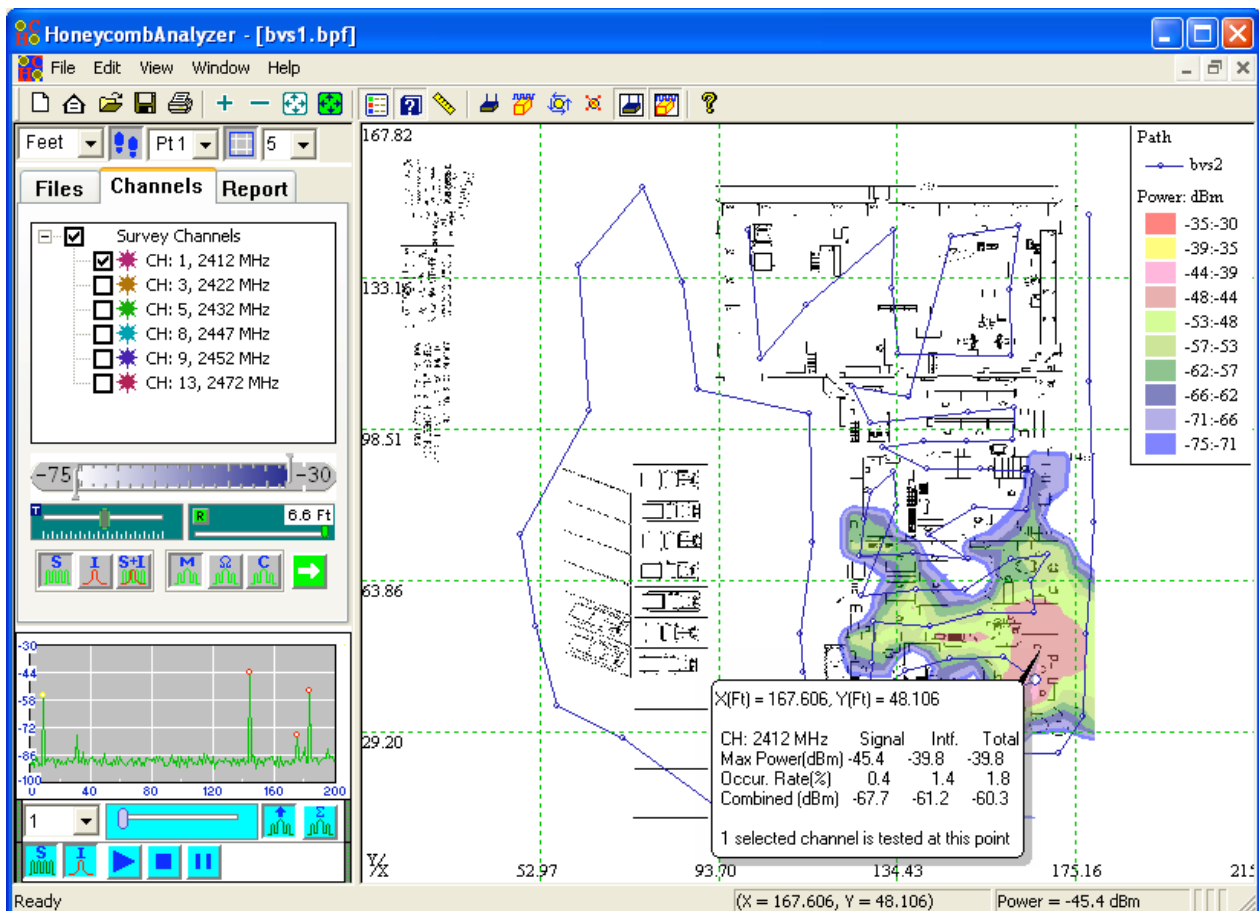 HoneycombAnalyzer - [bvs1.bpf]
File Edit View Window Help
Feet Pt 1 5
Files Channels Report
Survey Channels
CH: 1, 2412 MHz
CH: 3, 2422 MHz
CH: 5, 2432 MHz
CH: 8, 2447 MHz
CH: 9, 2452 MHz
CH: 13, 2472 MHz
-75 -30
T R 6.6 Ft
S I S+I M Ω C
-30
-44
-58
-72
-86
-100
0 40 80 120 160 200
1
Σ
S I
167.82
133.16
98.51
63.86
29.20
Y/X 52.97 93.70 134.43 175.16 215
Path
bvs2
Power: dBm
-35:-30
-39:-35
-44:-39
-48:-44
-53:-48
-57:-53
-62:-57
-66:-62
-71:-66
-75:-71
X(Ft) = 167.606, Y(Ft) = 48.106
CH: 2412 MHz Signal Intf. Total
Max Power(dBm) -45.4 -39.8 -39.8
Occur. Rate(%) 0.4 1.4 1.8
Combined (dBm) -67.7 -61.2 -60.3
1 selected channel is tested at this point
Ready (X = 167.606, Y = 48.106) Power = -45.4 dBm